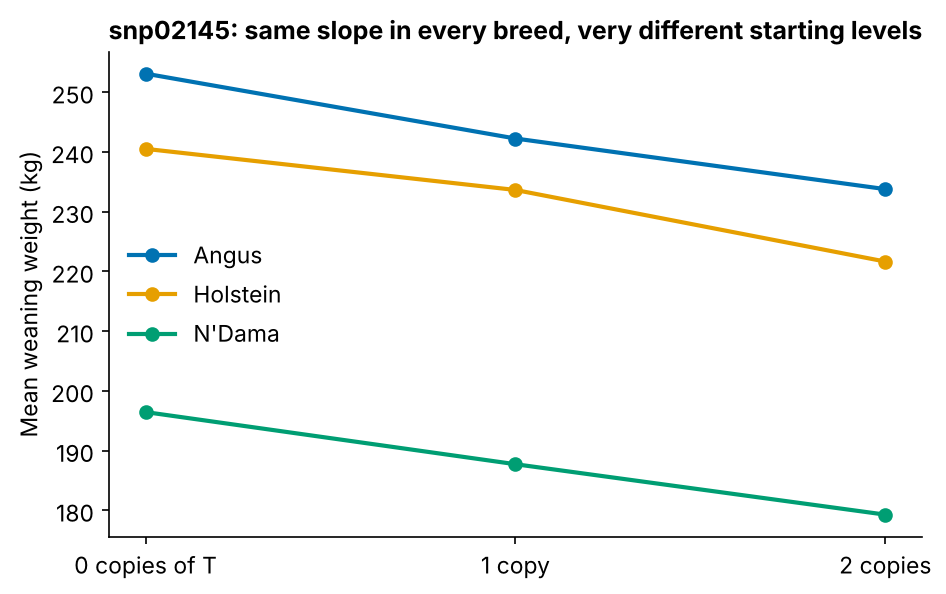 snp02145: same slope in every breed, very different starting levels
Mean weaning weight (kg)
250
240
230
220
210
200
190
180
Angus
Holstein
N'Dama
0 copies of T
1 copy
2 copies